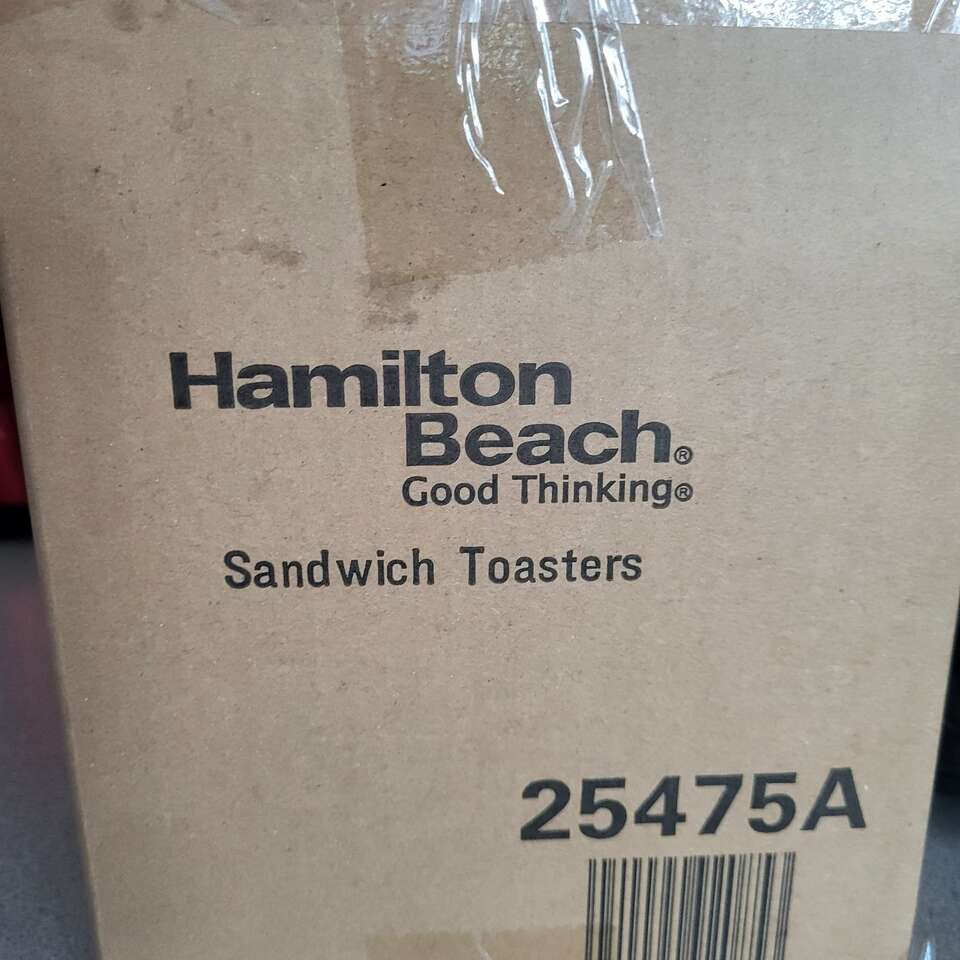 Hamilton
Beach®
Good Thinking®
Sandwich Toasters
25475A